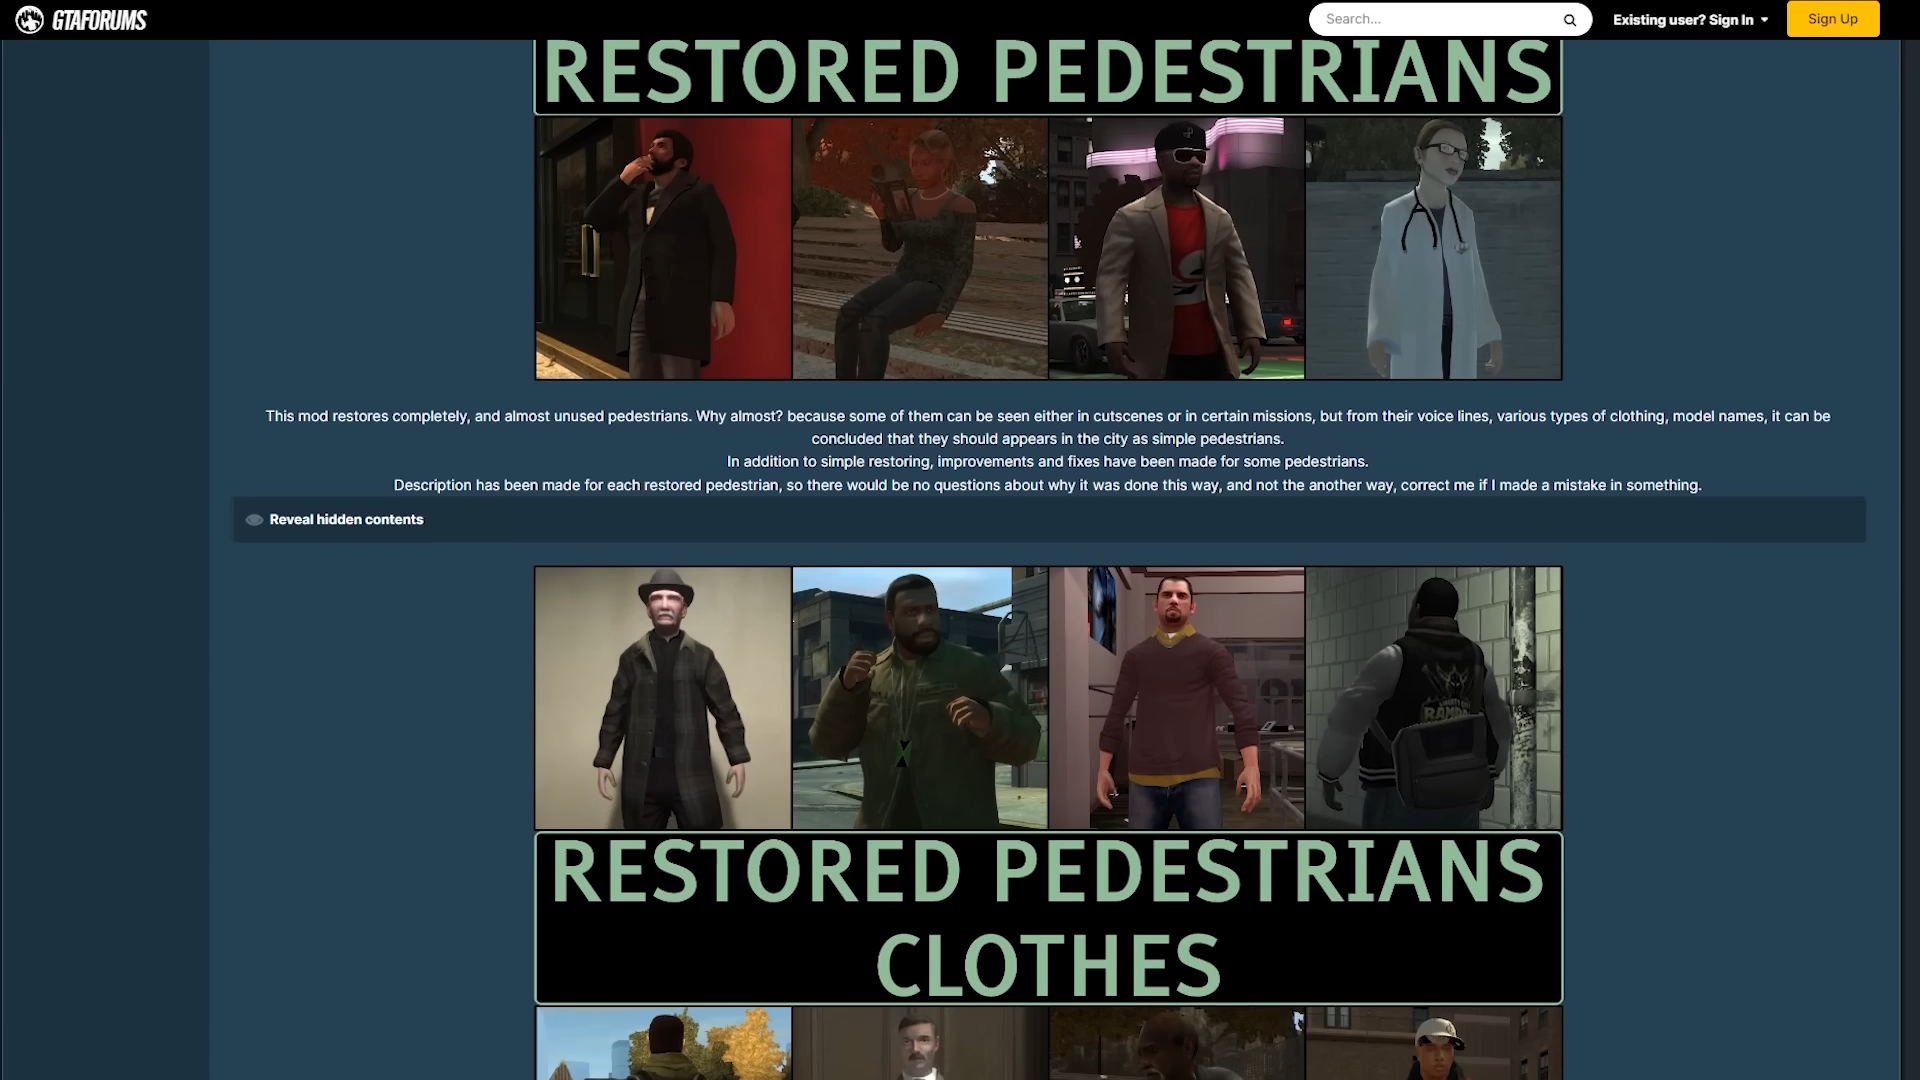 GTAFORUMS
Search...
Existing user? Sign In
Sign Up
RESTORED PEDESTRIANS
This mod restores completely, and almost unused pedestrians. Why almost? because some of them can be seen either in cutscenes or in certain missions, but from their voice lines, various types of clothing, model names, it can be
concluded that they should appears in the city as simple pedestrians.
In addition to simple restoring, improvements and fixes have been made for some pedestrians.
Description has been made for each restored pedestrian, so there would be no questions about why it was done this way, and not the another way, correct me if I made a mistake in something.
Reveal hidden contents
RESTORED PEDESTRIANS
CLOTHES